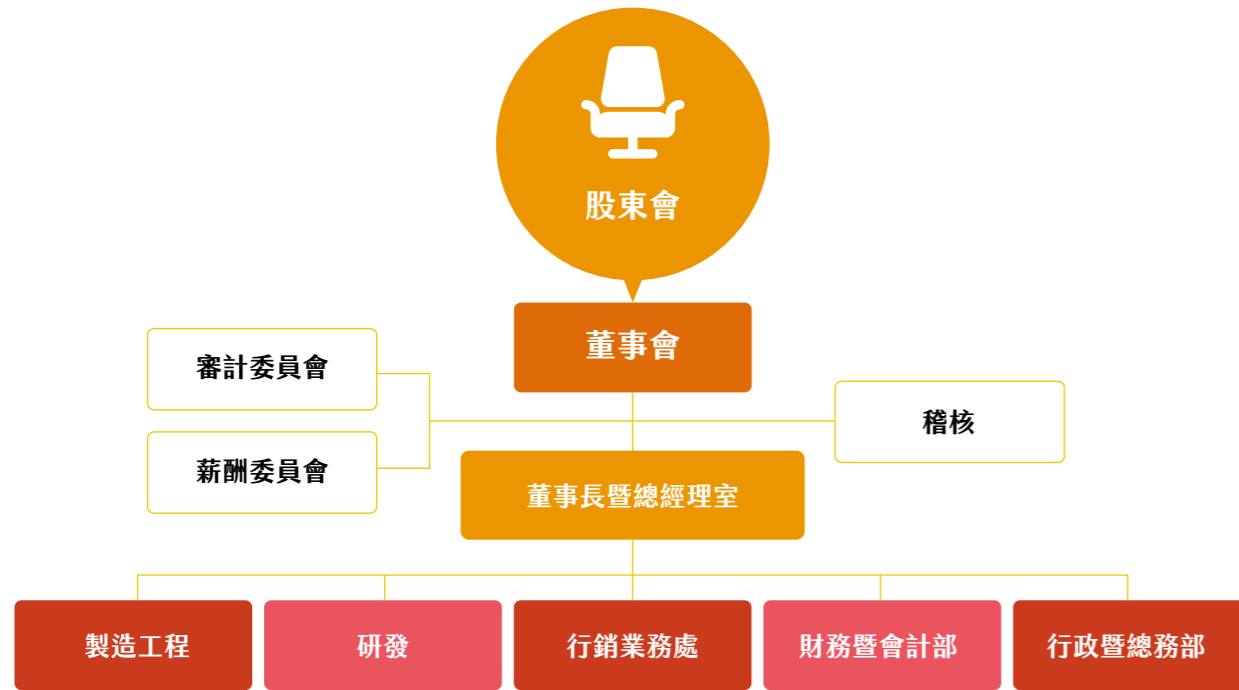 股東會
董事會
審計委員會
薪酬委員會
稽核
董事長暨總經理室
製造工程
研發
行銷業務處
財務暨會計部
行政暨總務部